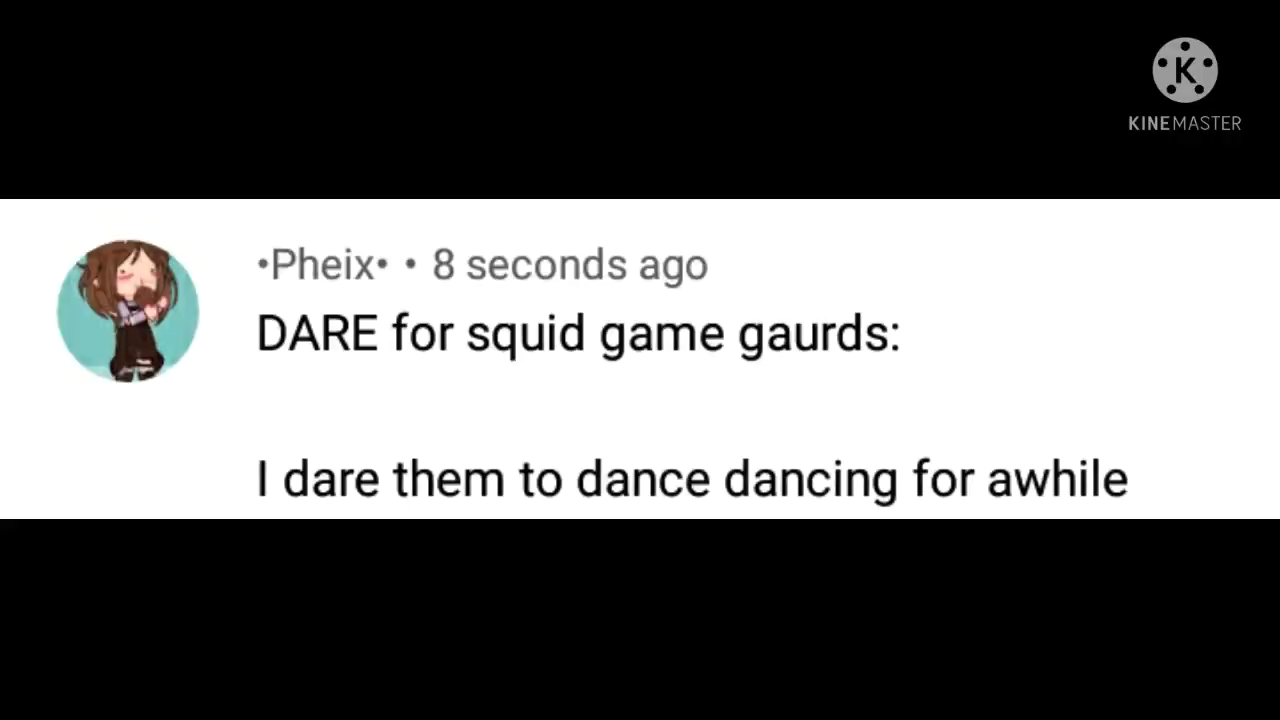 K
KINEMASTER
•Pheix• • 8 seconds ago
DARE for squid game gaurds:
I dare them to dance dancing for awhile